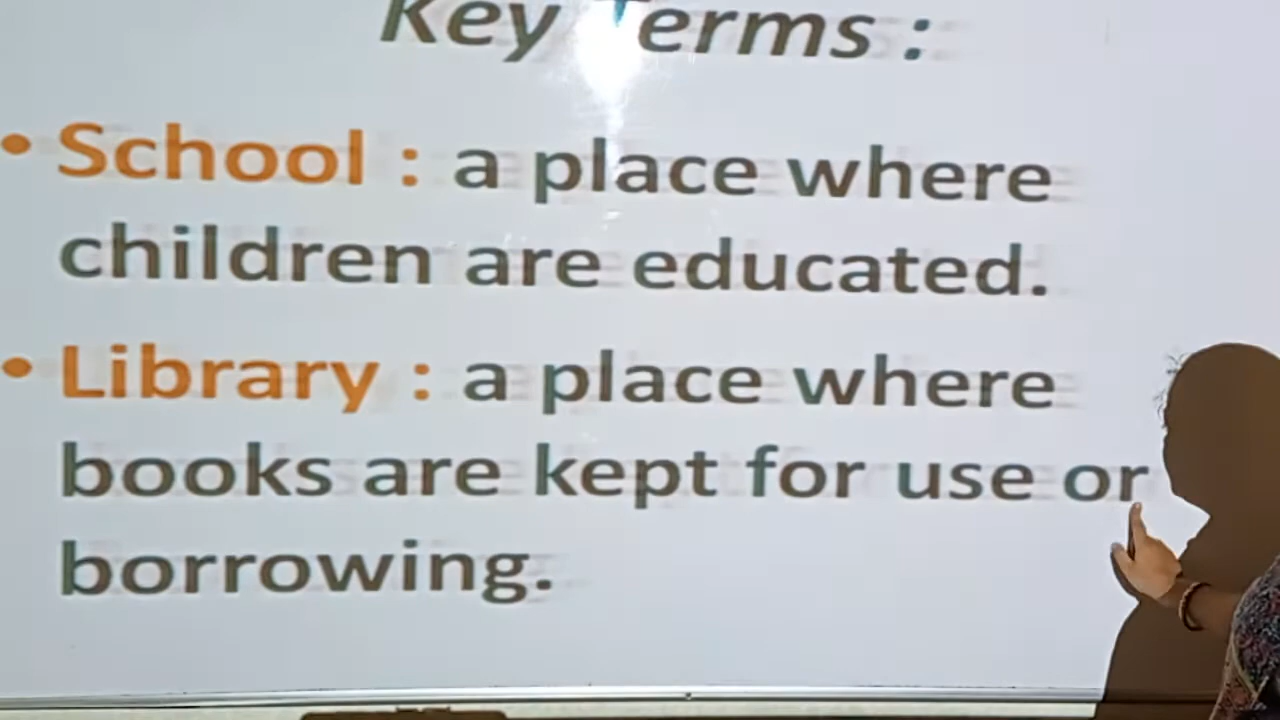 Key Terms :
• School : a place where
children are educated.
• Library : a place where
books are kept for use or
borrowing.